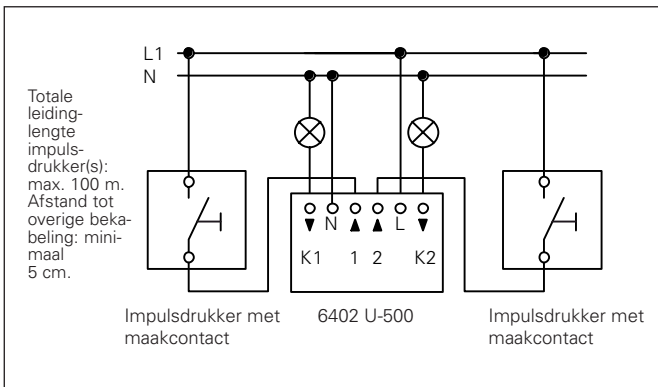 L1
N
Totale
leiding-
lengte
impuls-
drukker(s):
max. 100 m.
Afstand tot
overige beka-
beling: mini-
maal
5 cm.
N L
K1 1 2 K2
Impulsdrukker met
maakcontact
6402 U-500
Impulsdrukker met
maakcontact